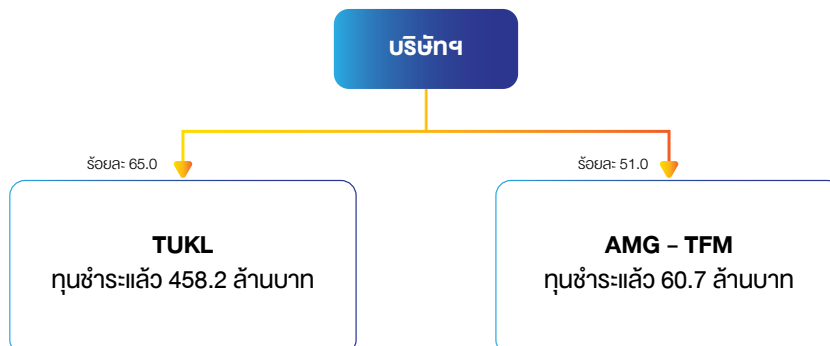 บริษัทฯ
ร้อยละ 65.0
ร้อยละ 51.0
TUKL
ทุนชำระแล้ว 458.2 ล้านบาท
AMG – TFM
ทุนชำระแล้ว 60.7 ล้านบาท